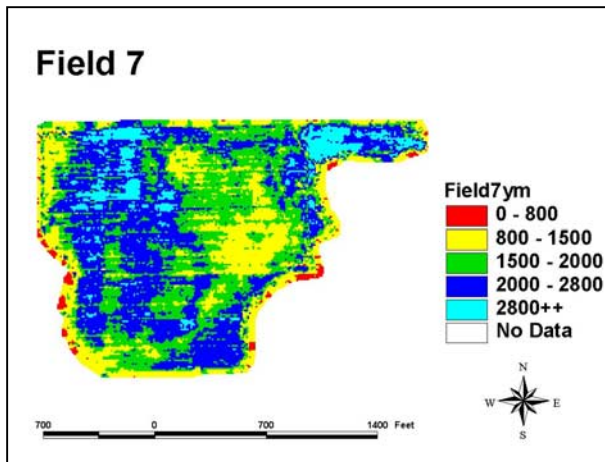 Field 7
Field7ym
0 - 800
800 - 1500
1500 - 2000
2000 - 2800
2800++
No Data
N
W E
S
700 0 700 1400 Feet